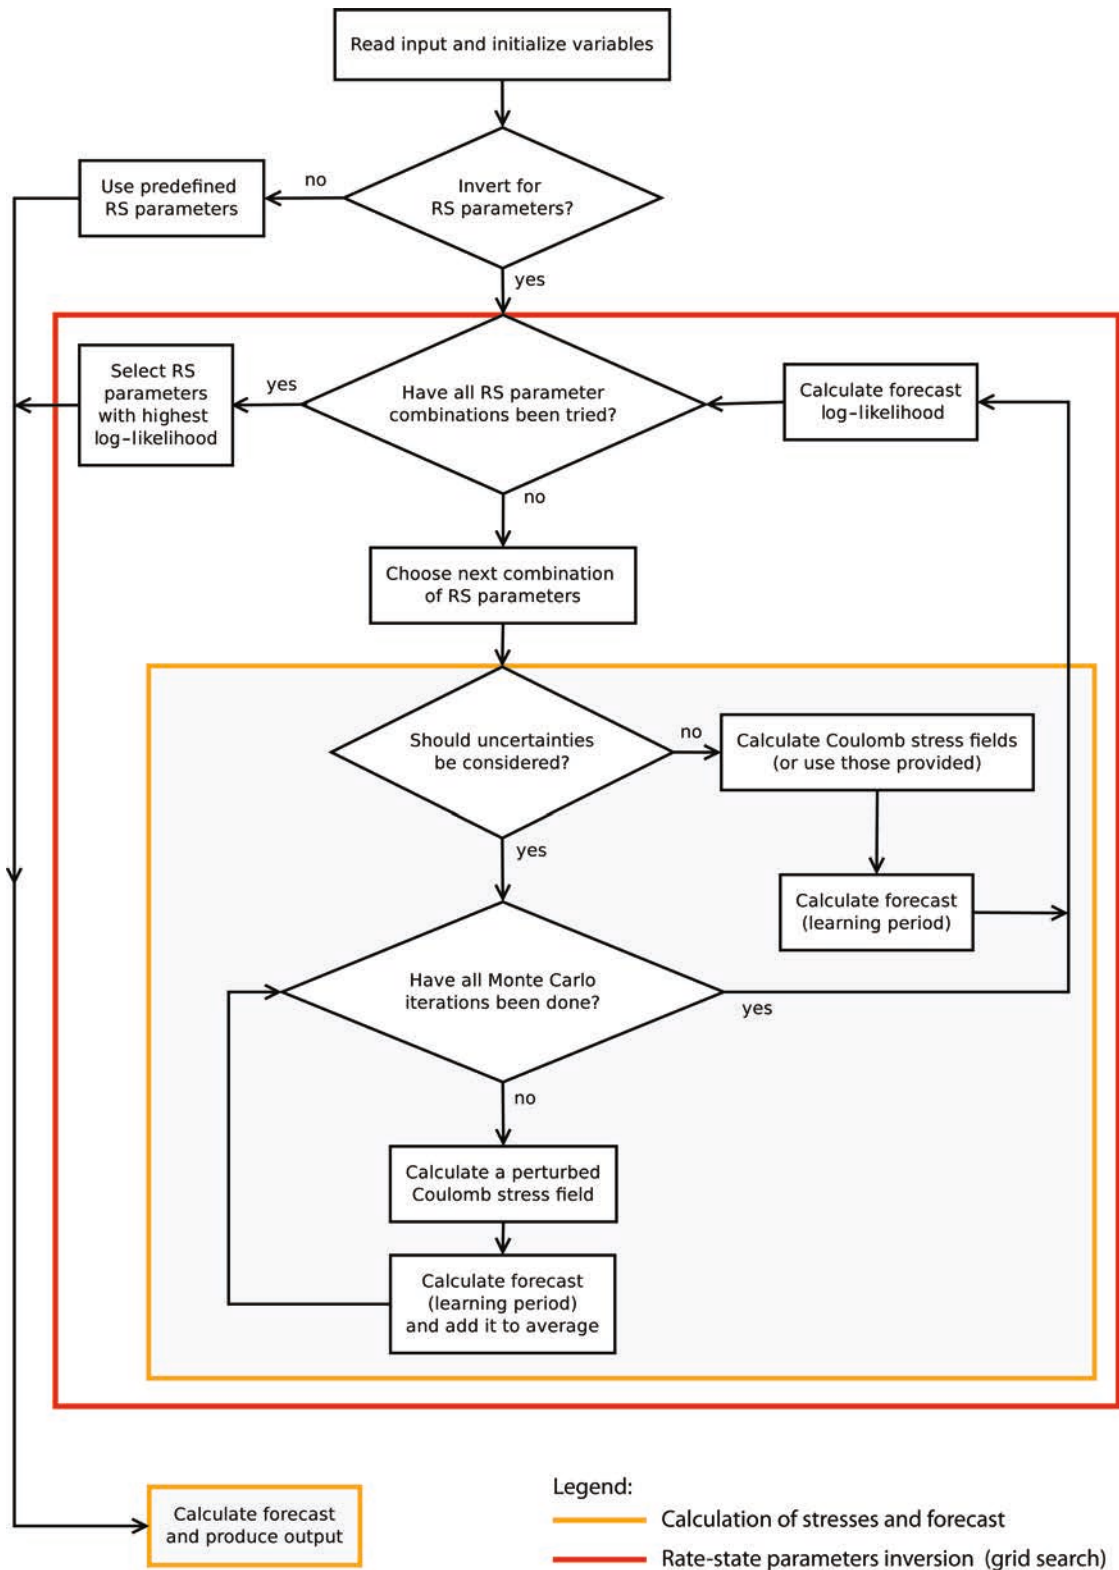 Read input and initialize variables
Invert for
RS parameters?
no
Use predefined
RS parameters
yes
Have all RS parameter
combinations been tried?
yes
Select RS
parameters
with highest
log-likelihood
Calculate forecast
log-likelihood
no
Choose next combination
of RS parameters
Should uncertainties
be considered?
no
Calculate Coulomb stress fields
(or use those provided)
Calculate forecast
(learning period)
yes
Have all Monte Carlo
iterations been done?
yes
no
Calculate a perturbed
Coulomb stress field
Calculate forecast
(learning period)
and add it to average
Calculate forecast
and produce output
Legend:
Calculation of stresses and forecast
Rate-state parameters inversion (grid search)